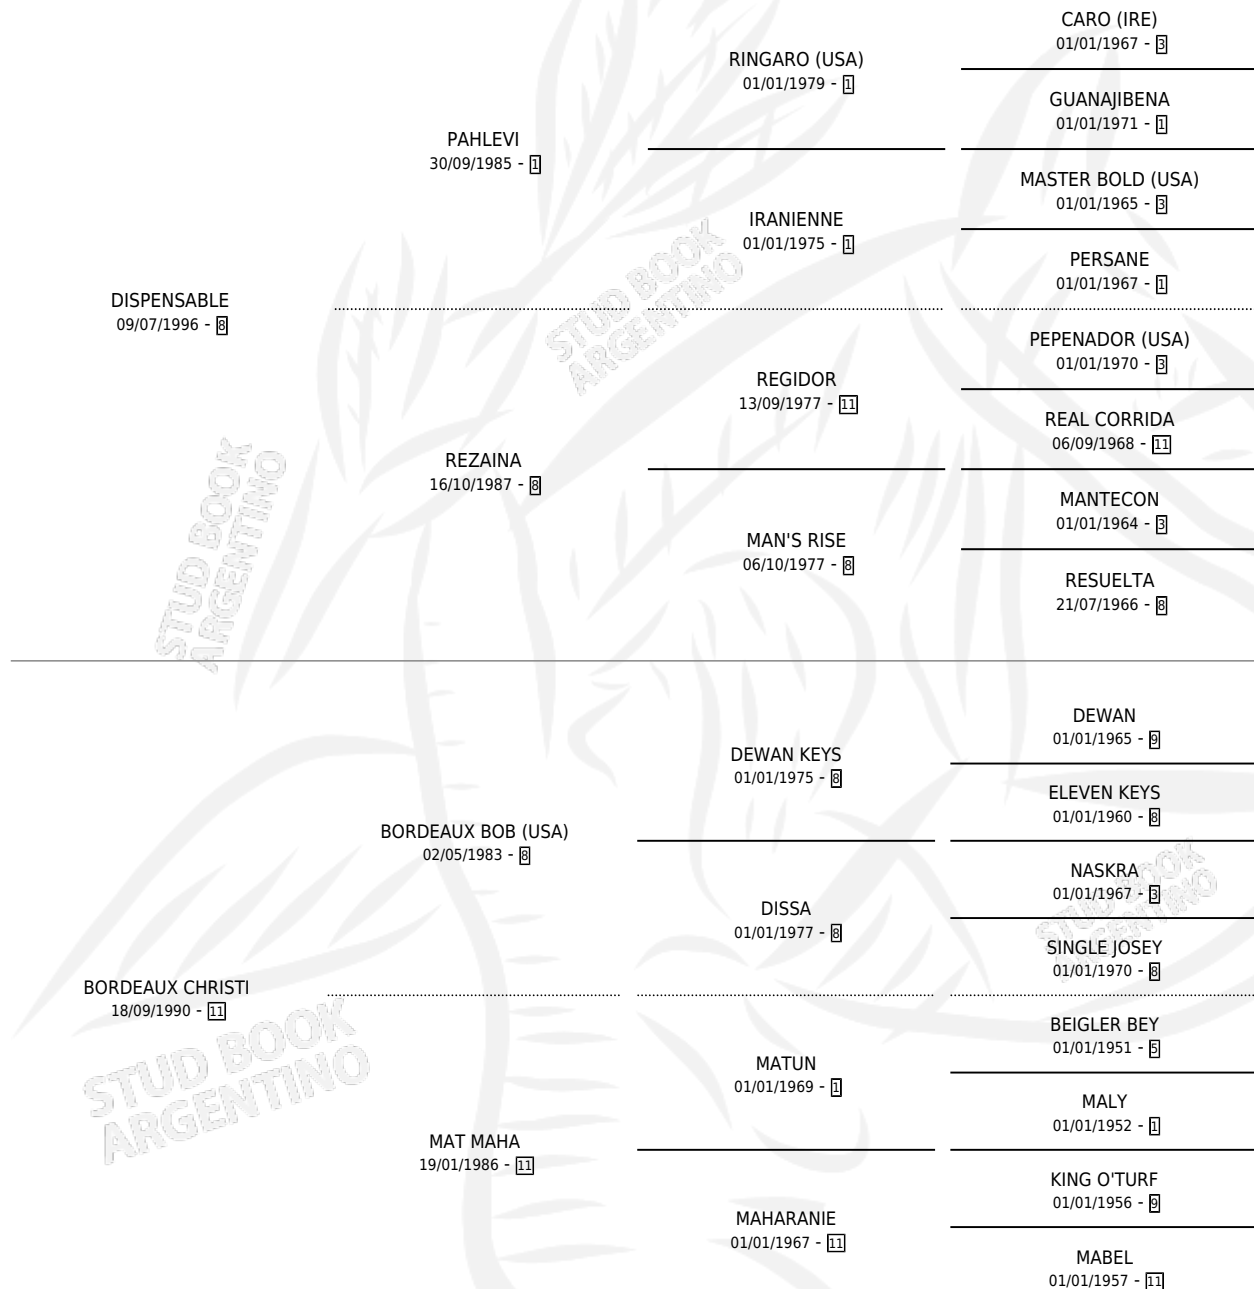 CARO (IRE)
01/01/1967 - 3
RINGARO (USA)
01/01/1979 - 1
GUANAJIBENA
01/01/1971 - 1
PAHLEVI
30/09/1985 - 1
MASTER BOLD (USA)
01/01/1965 - 3
IRANIENNE
01/01/1975 - 1
PERSANE
01/01/1967 - 1
DISPENSABLE
09/07/1996 - 8
PEPENADOR (USA)
01/01/1970 - 3
REGIDOR
13/09/1977 - 11
REAL CORRIDA
06/09/1968 - 11
REZAINA
16/10/1987 - 8
MANTECON
01/01/1964 - 3
MAN'S RISE
06/10/1977 - 8
RESUELTA
21/07/1966 - 8
DEWAN
01/01/1965 - 9
DEWAN KEYS
01/01/1975 - 8
ELEVEN KEYS
01/01/1960 - 8
BORDEAUX BOB (USA)
02/05/1983 - 8
NASKRA
01/01/1967 - 3
DISSA
01/01/1977 - 8
SINGLE JOSEY
01/01/1970 - 8
BORDEAUX CHRISTI
18/09/1990 - 11
BEIGLER BEY
01/01/1951 - 5
MATUN
01/01/1969 - 1
MALY
01/01/1952 - 1
MAT MAHA
19/01/1986 - 11
KING O'TURF
01/01/1956 - 9
MAHARANIE
01/01/1967 - 11
MABEL
01/01/1957 - 11
STUD BOOK
ARGENTINO
STUD BOOK
ARGENTINO
STUD BOOK
ARGENTINO
STUD BOOK
ARGENTINO